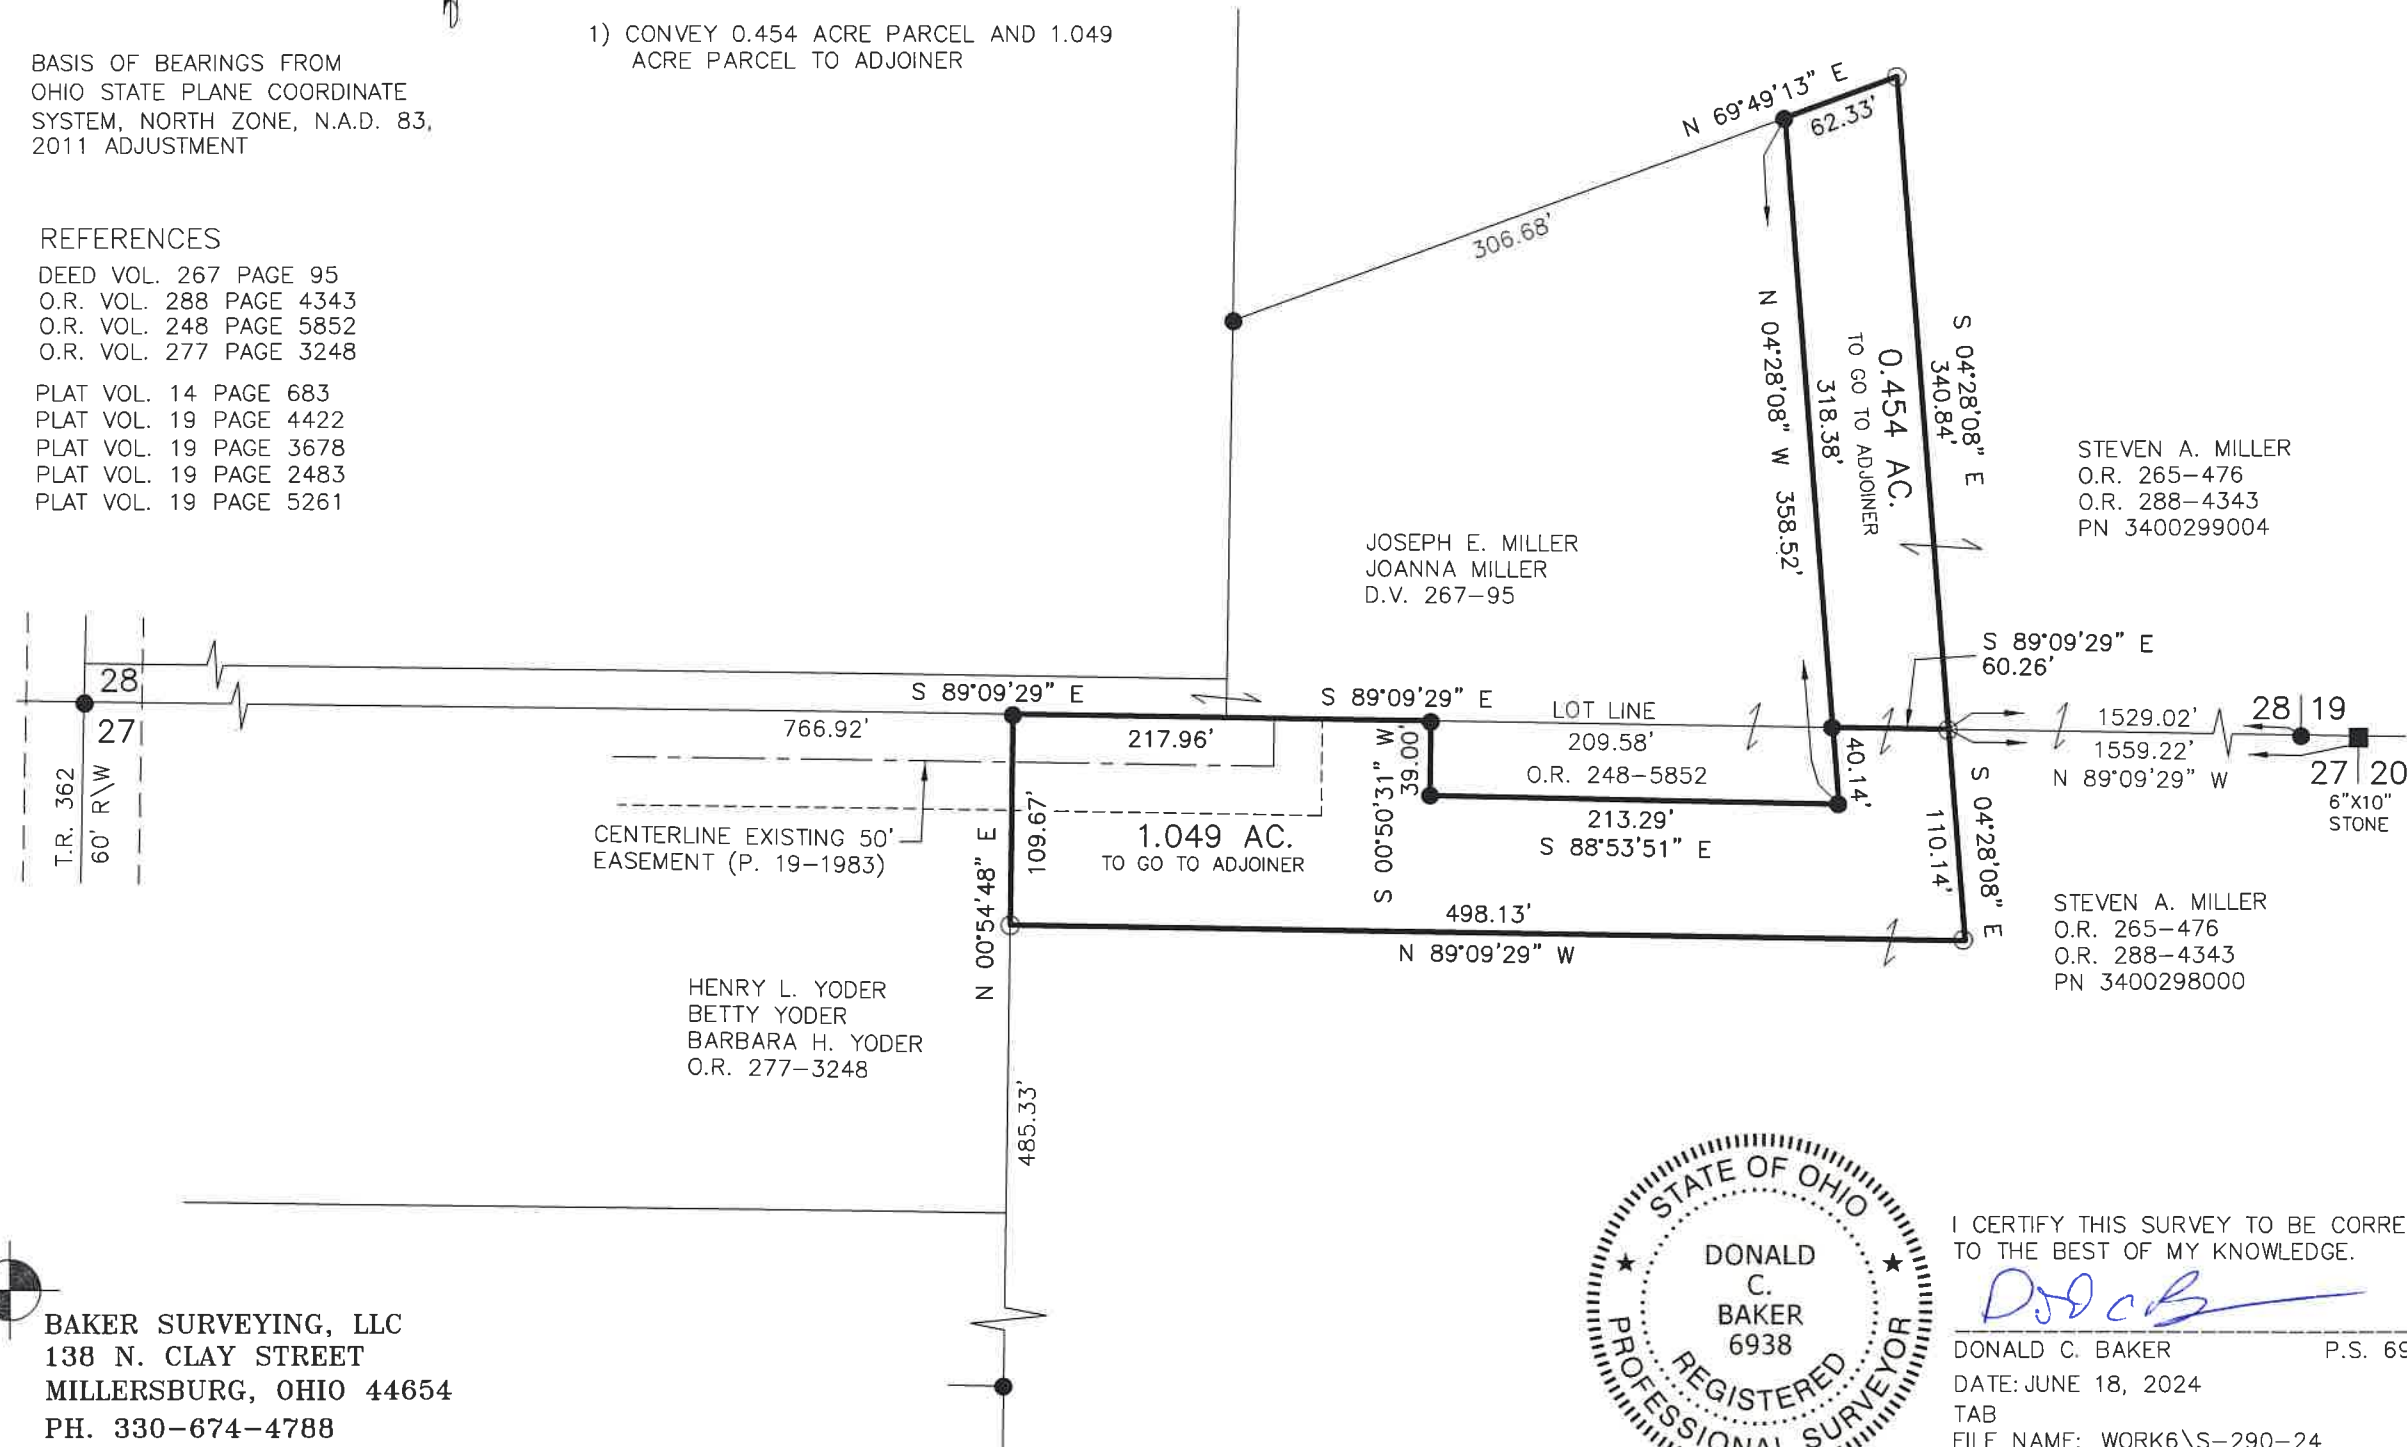 1) CONVEY 0.454 ACRE PARCEL AND 1.049
ACRE PARCEL TO ADJOINER
BASIS OF BEARINGS FROM
OHIO STATE PLANE COORDINATE
SYSTEM, NORTH ZONE, N.A.D. 83,
2011 ADJUSTMENT
REFERENCES
DEED VOL. 267 PAGE 95
O.R. VOL. 288 PAGE 4343
O.R. VOL. 248 PAGE 5852
O.R. VOL. 277 PAGE 3248
PLAT VOL. 14 PAGE 683
PLAT VOL. 19 PAGE 4422
PLAT VOL. 19 PAGE 3678
PLAT VOL. 19 PAGE 2483
PLAT VOL. 19 PAGE 5261
N 69°49'13" E
62.33'
306.68'
N 04°28'08" W 358.52'
318.38'
TO GO TO ADJOINER
0.454 AC.
S 04°28'08" E
340.84'
STEVEN A. MILLER
O.R. 265-476
O.R. 288-4343
PN 3400299004
JOSEPH E. MILLER
JOANNA MILLER
D.V. 267-95
S 89°09'29" E
60.26'
28
27
T.R. 362
60' R\W
S 89°09'29" E
766.92'
217.96'
S 89°09'29" E
LOT LINE
209.58'
O.R. 248-5852
S 00°50'31" W
39.00'
213.29'
S 88°53'51" E
40.14'
1529.02'
1559.22'
N 89°09'29" W
28 19
27 20
6"X10"
STONE
CENTERLINE EXISTING 50'
EASEMENT (P. 19-1983)
N 00°54'48" E
109.67'
1.049 AC.
TO GO TO ADJOINER
498.13'
N 89°09'29" W
S 04°28'08" E
110.14'
STEVEN A. MILLER
O.R. 265-476
O.R. 288-4343
PN 3400298000
HENRY L. YODER
BETTY YODER
BARBARA H. YODER
O.R. 277-3248
485.33'
BAKER SURVEYING, LLC
138 N. CLAY STREET
MILLERSBURG, OHIO 44654
PH. 330-674-4788
STATE OF OHIO
DONALD
C.
BAKER
6938
REGISTERED
PROFESSIONAL SURVEYOR
I CERTIFY THIS SURVEY TO BE CORRE
TO THE BEST OF MY KNOWLEDGE.
DONALD C. BAKER P.S. 69
DATE: JUNE 18, 2024
TAB
FILE NAME: WORK6\S-290-24